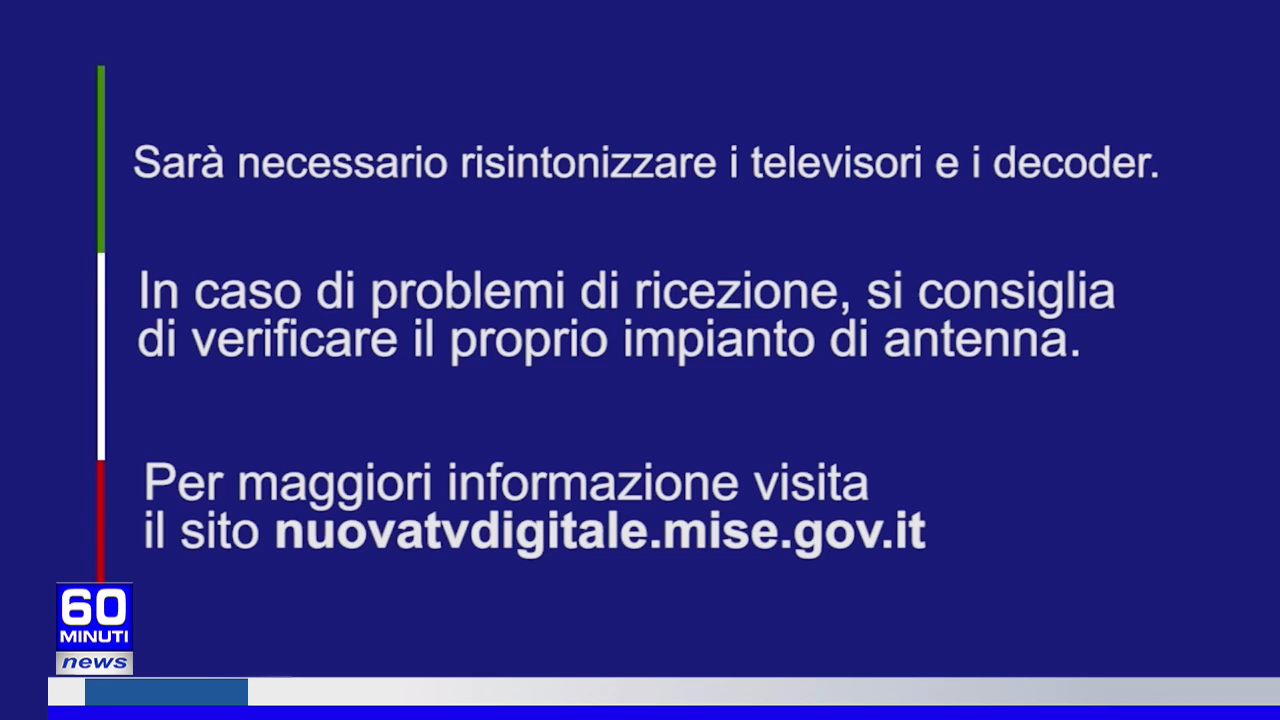 Sarà necessario risintonizzare i televisori e i decoder.
In caso di problemi di ricezione, si consiglia
di verificare il proprio impianto di antenna.
Per maggiori informazione visita
il sito nuovatvdigitale.mise.gov.it
60
MINUTI
news